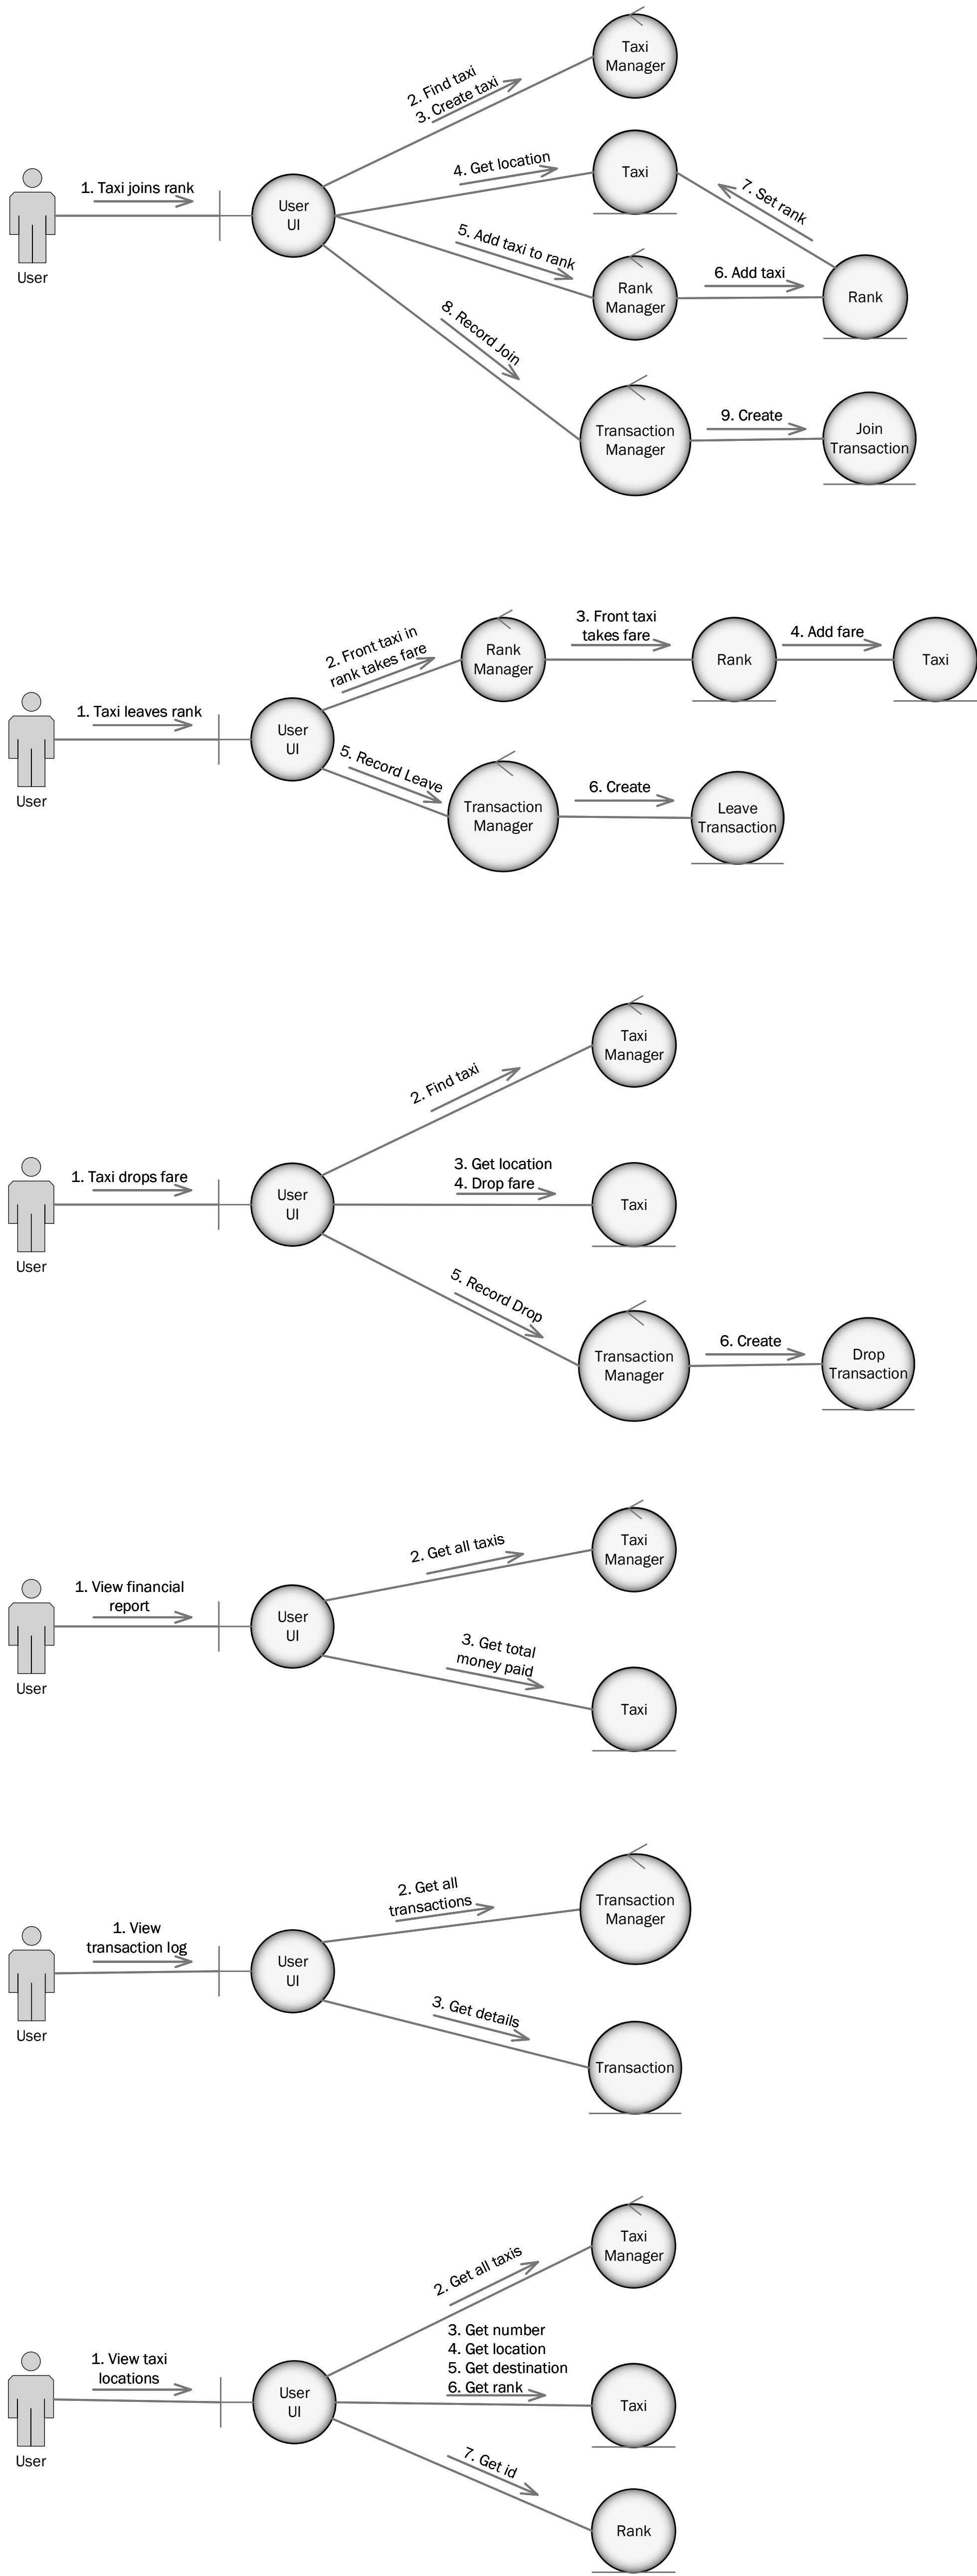 Taxi
Manager
2. Find taxi
3. Create taxi
4. Get location
Taxi
7. Set rank
1. Taxi joins rank
User
UI
User
5. Add taxi to rank
Rank
Manager
6. Add taxi
Rank
8. Record Join
Transaction
Manager
9. Create
Join
Transaction
2. Front taxi in
rank takes fare
Rank
Manager
3. Front taxi
takes fare
Rank
4. Add fare
Taxi
1. Taxi leaves rank
User
UI
User
5. Record Leave
Transaction
Manager
6. Create
Leave
Transaction
Taxi
Manager
2. Find taxi
1. Taxi drops fare
User
UI
User
3. Get location
4. Drop fare
Taxi
5. Record Drop
Transaction
Manager
6. Create
Drop
Transaction
Taxi
Manager
2. Get all taxis
1. View financial
report
User
UI
User
3. Get total
money paid
Taxi
2. Get all
transactions
Transaction
Manager
1. View
transaction log
User
UI
User
3. Get details
Transaction
Taxi
Manager
2. Get all taxis
1. View taxi
locations
User
UI
User
3. Get number
4. Get location
5. Get destination
6. Get rank
Taxi
7. Get id
Rank